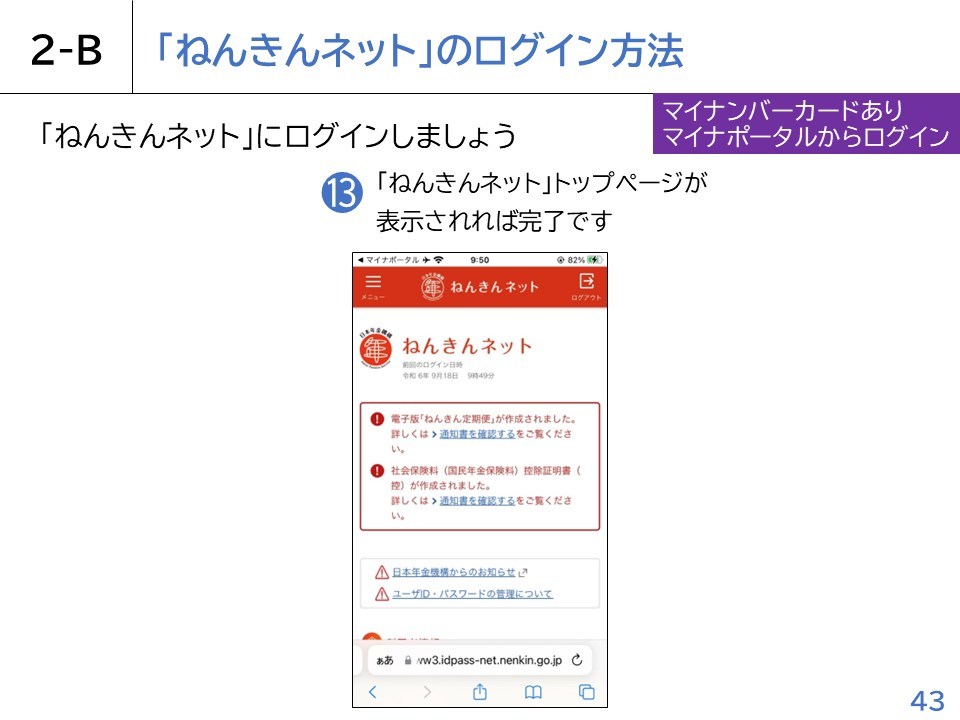 2-B
「ねんきんネット」のログイン方法
マイナンバーカードあり
マイナポータルからログイン
「ねんきんネット」にログインしましょう
⓭
「ねんきんネット」トップページが
表示されれば完了です
◀マイナポータル 9:50 82%
メニュー
ねんきんネット
ログアウト
日本年金機構
ねんきんネット
前回のログイン日時
令和 6年 9月18日 9時49分
電子版「ねんきん定期便」が作成されました。
詳しくは > 通知書を確認するをご覧くださ
い。
社会保険料（国民年金保険料）控除証明書（
控）が作成されました。
詳しくは > 通知書を確認するをご覧くださ
い。
日本年金機構からのお知らせ
ユーザID・パスワードの管理について
ぁあ ww3.idpass-net.nenkin.go.jp
43